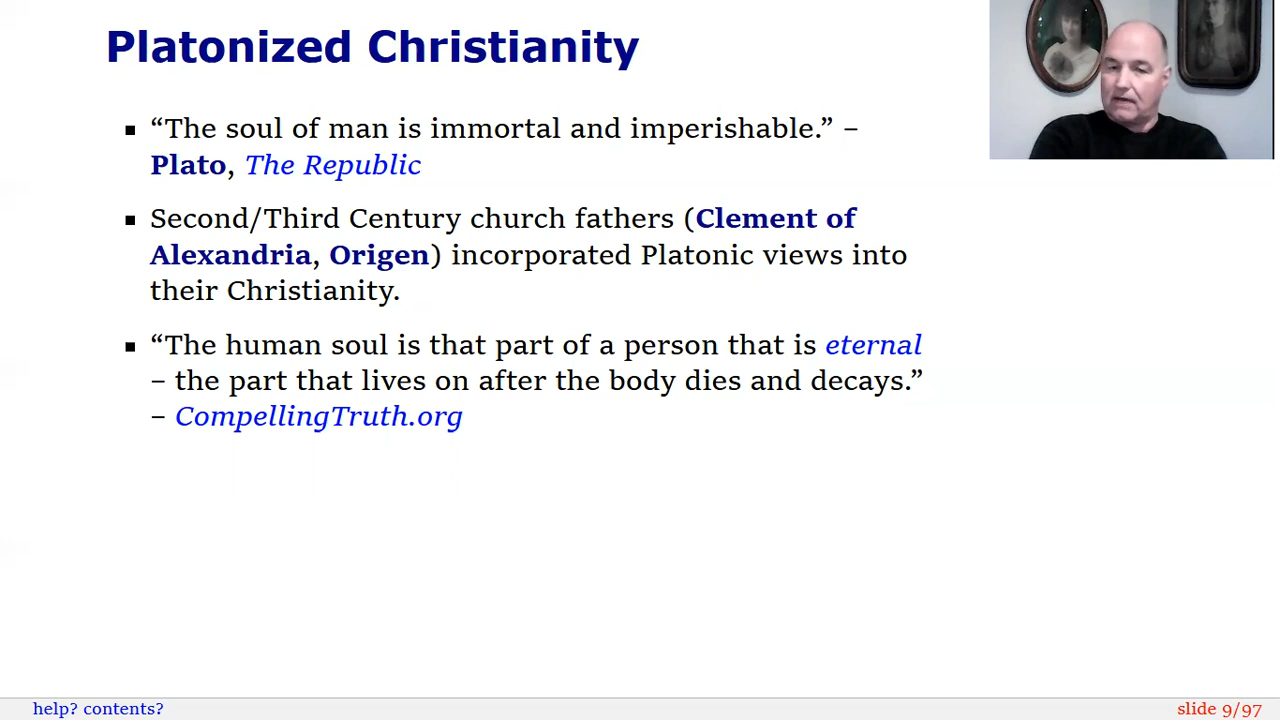 Platonized Christianity
▪ “The soul of man is immortal and imperishable.” –
Plato, The Republic
▪ Second/Third Century church fathers (Clement of
Alexandria, Origen) incorporated Platonic views into
their Christianity.
▪ “The human soul is that part of a person that is eternal
– the part that lives on after the body dies and decays.”
– CompellingTruth.org
help? contents?
slide 9/97